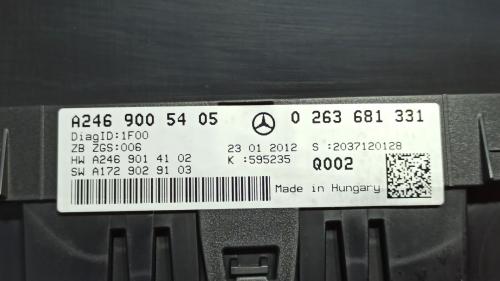 A246 900 54 05 0 263 681 331
DiagID:1F00
ZB ZGS:006 23 01 2012 S :2037120128
HW A246 901 41 02 K :595235 Q002
SW A172 902 91 03
Made in Hungary